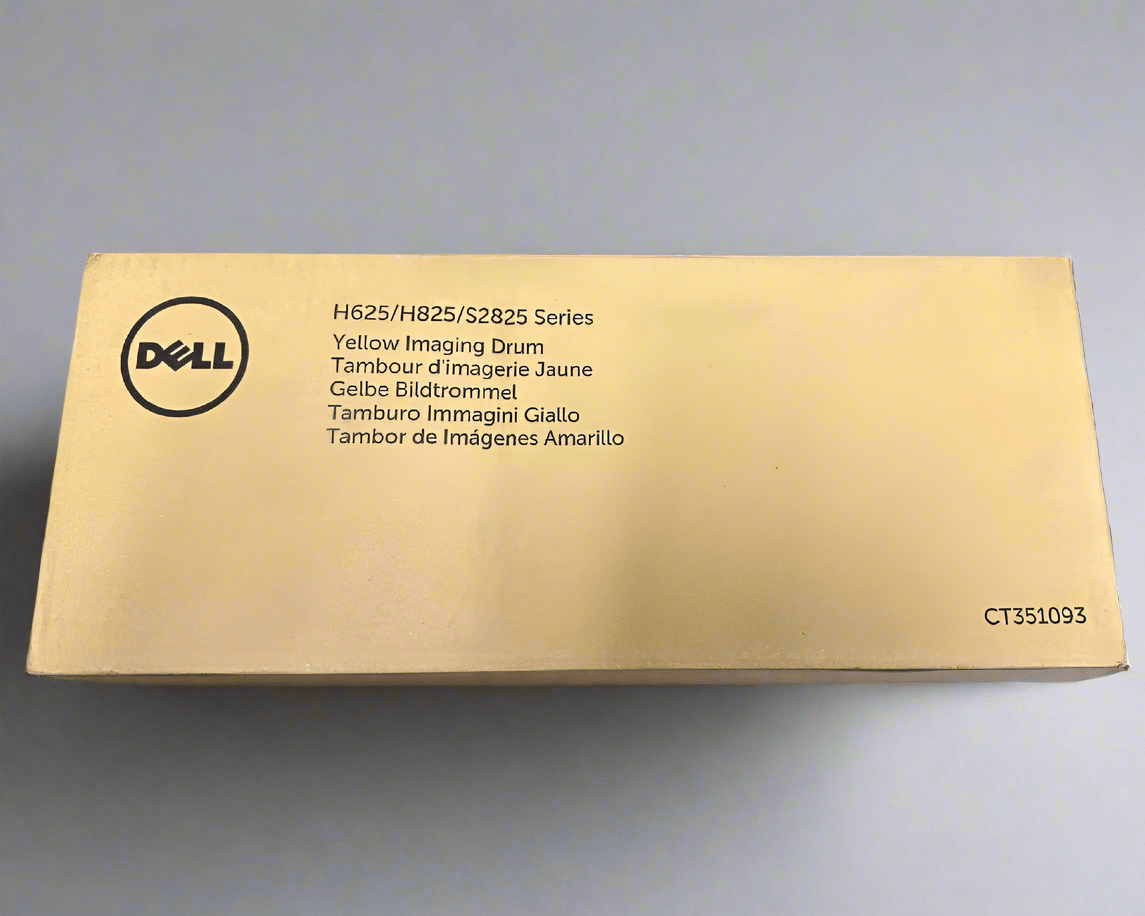 DELL
H625/H825/S2825 Series
Yellow Imaging Drum
Tambour d'imagerie Jaune
Gelbe Bildtrommel
Tamburo Immagini Giallo
Tambor de Imágenes Amarillo
CT351093